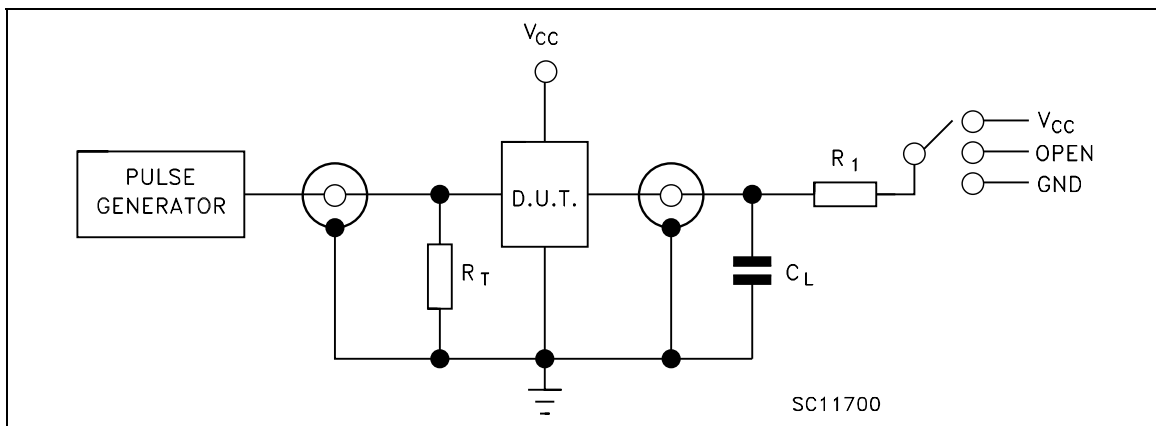 VCC
PULSE
GENERATOR
D.U.T.
RT
CL
R1
VCC
OPEN
GND
SC11700